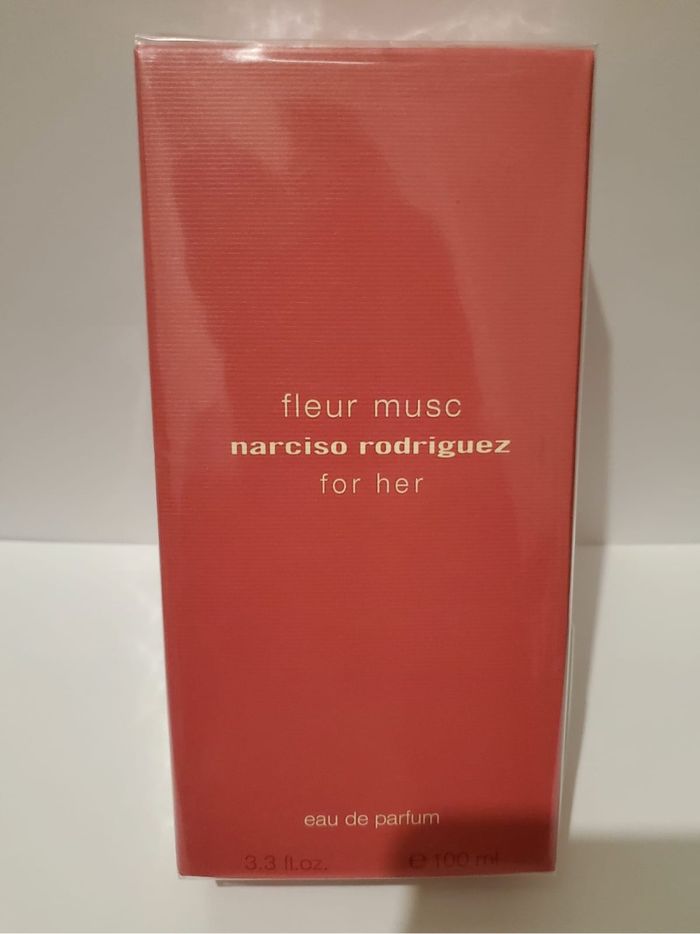 fleur musc
narciso rodriguez
for her
eau de parfum
3.3 fl.oz. e 100 ml